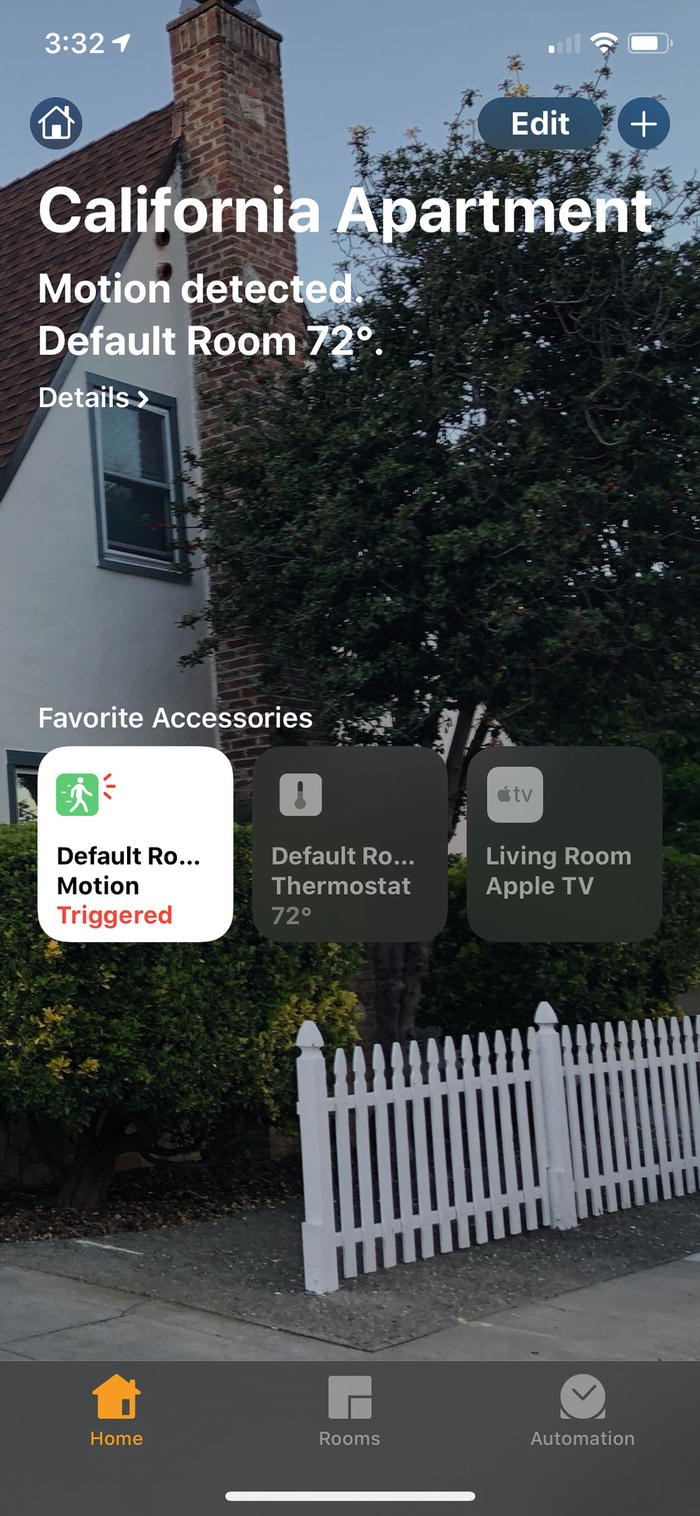 3:32
Edit
California Apartment
Motion detected.
Default Room 72°.
Details
Favorite Accessories
Default Ro...
Motion
Triggered
Default Ro...
Thermostat
72°
tv
Living Room
Apple TV
Home
Rooms
Automation